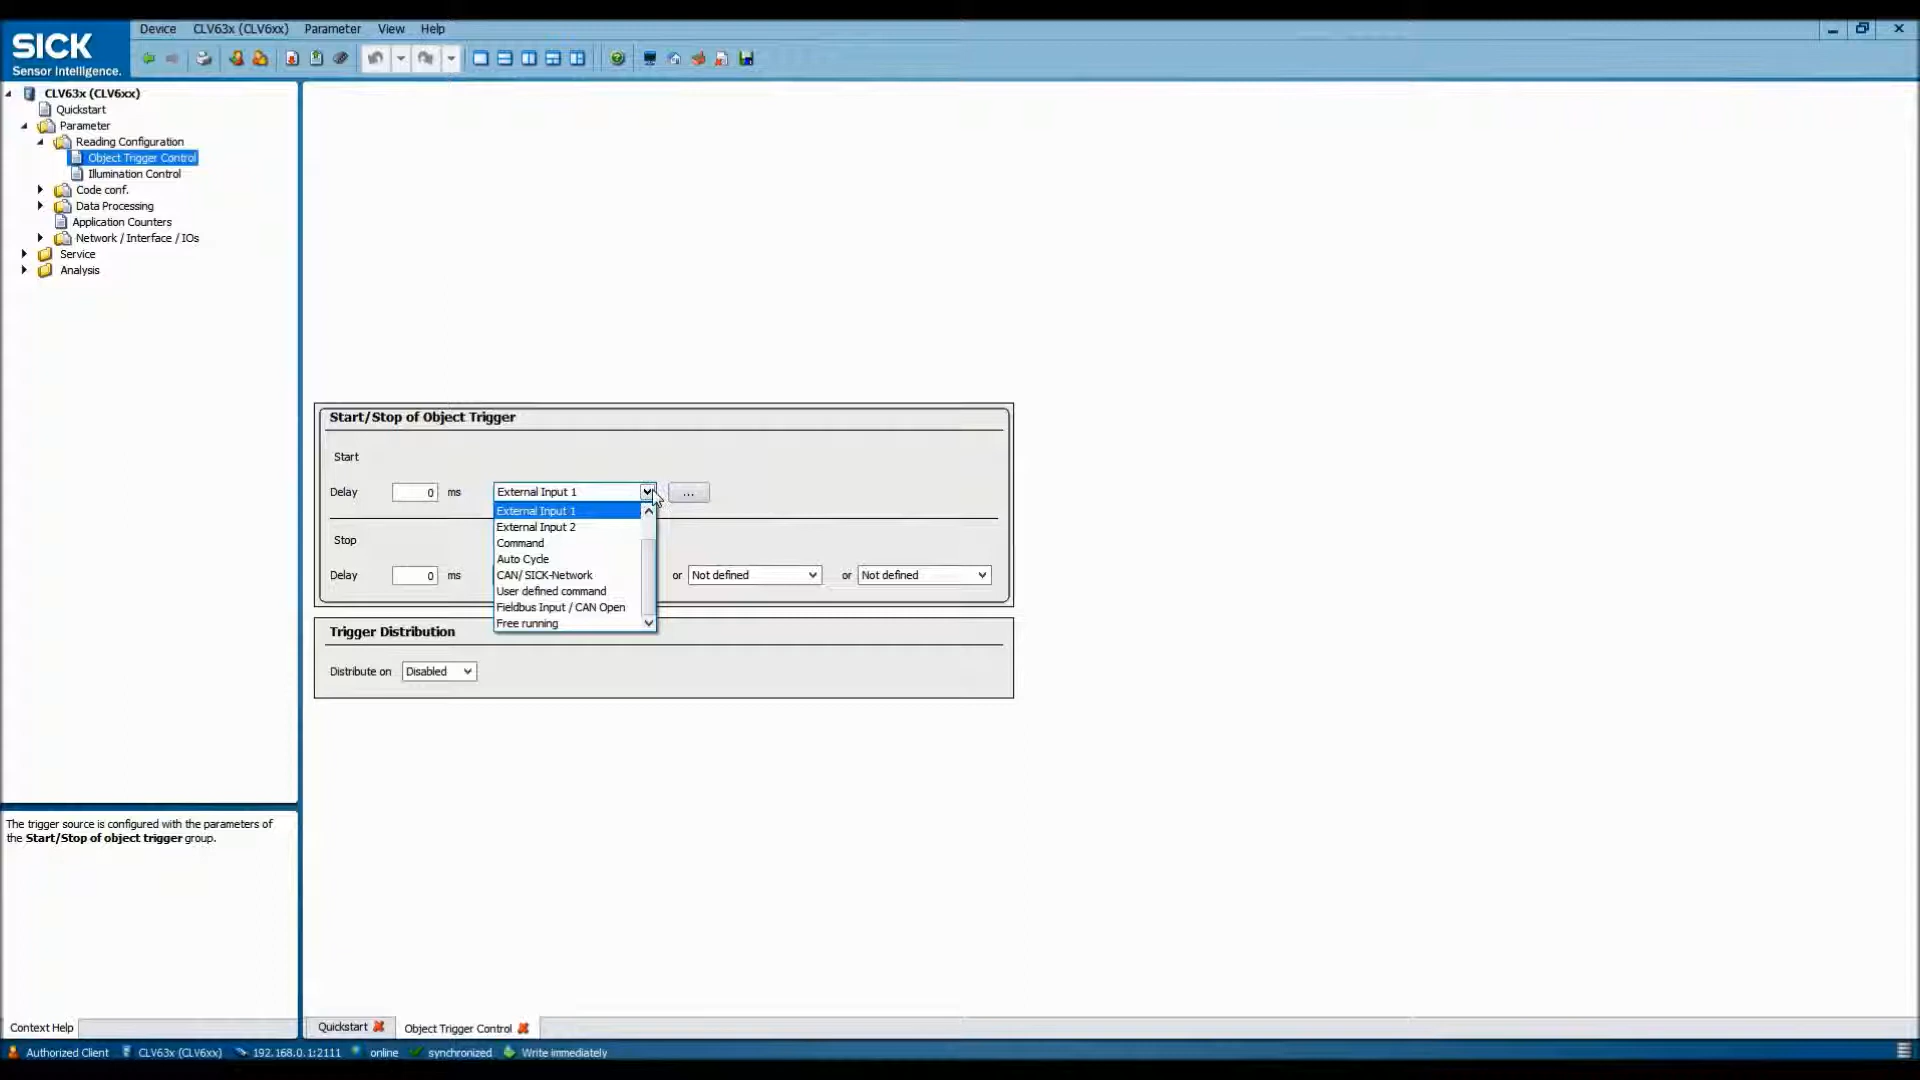 SICK
Sensor Intelligence.
Device CLV63x (CLV6xx) Parameter View Help
CLV63x (CLV6xx)
Quickstart
Parameter
Reading Configuration
Object Trigger Control
Illumination Control
Code conf.
Data Processing
Application Counters
Network / Interface / IOs
Service
Analysis
Start/Stop of Object Trigger
Start
Delay 0 ms External Input 1 ...
External Input 1
External Input 2
Command
Auto Cycle
CAN/ SICK-Network
User defined command
Fieldbus Input / CAN Open
Free running
Stop
Delay 0 ms or Not defined or Not defined
Trigger Distribution
Distribute on Disabled
The trigger source is configured with the parameters of
the Start/Stop of object trigger group.
Context Help
Quickstart Object Trigger Control
Authorized Client CLV63x (CLV6xx) 192.168.0.1:2111 online synchronized Write immediately